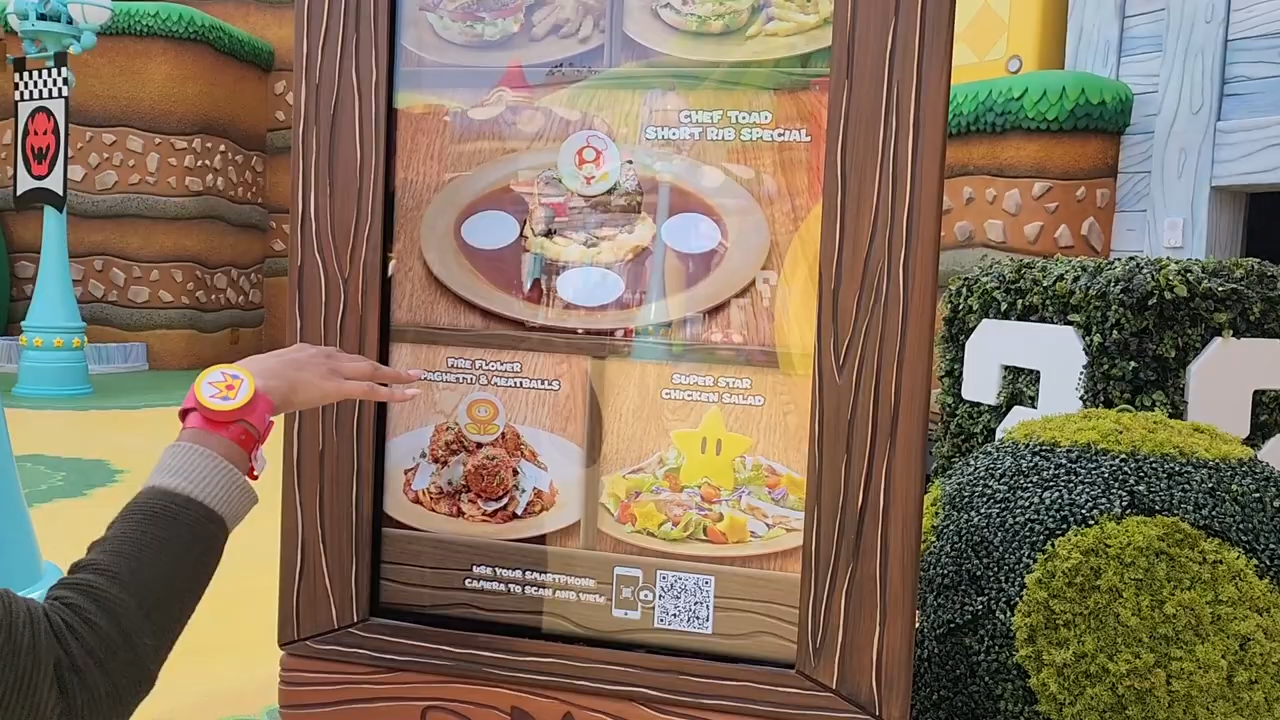 CHEF TOAD
SHORT RIB SPECIAL
FIRE FLOWER
SPAGHETTI & MEATBALLS
SUPER STAR
CHICKEN SALAD
USE YOUR SMARTPHONE
CAMERA TO SCAN AND VIEW